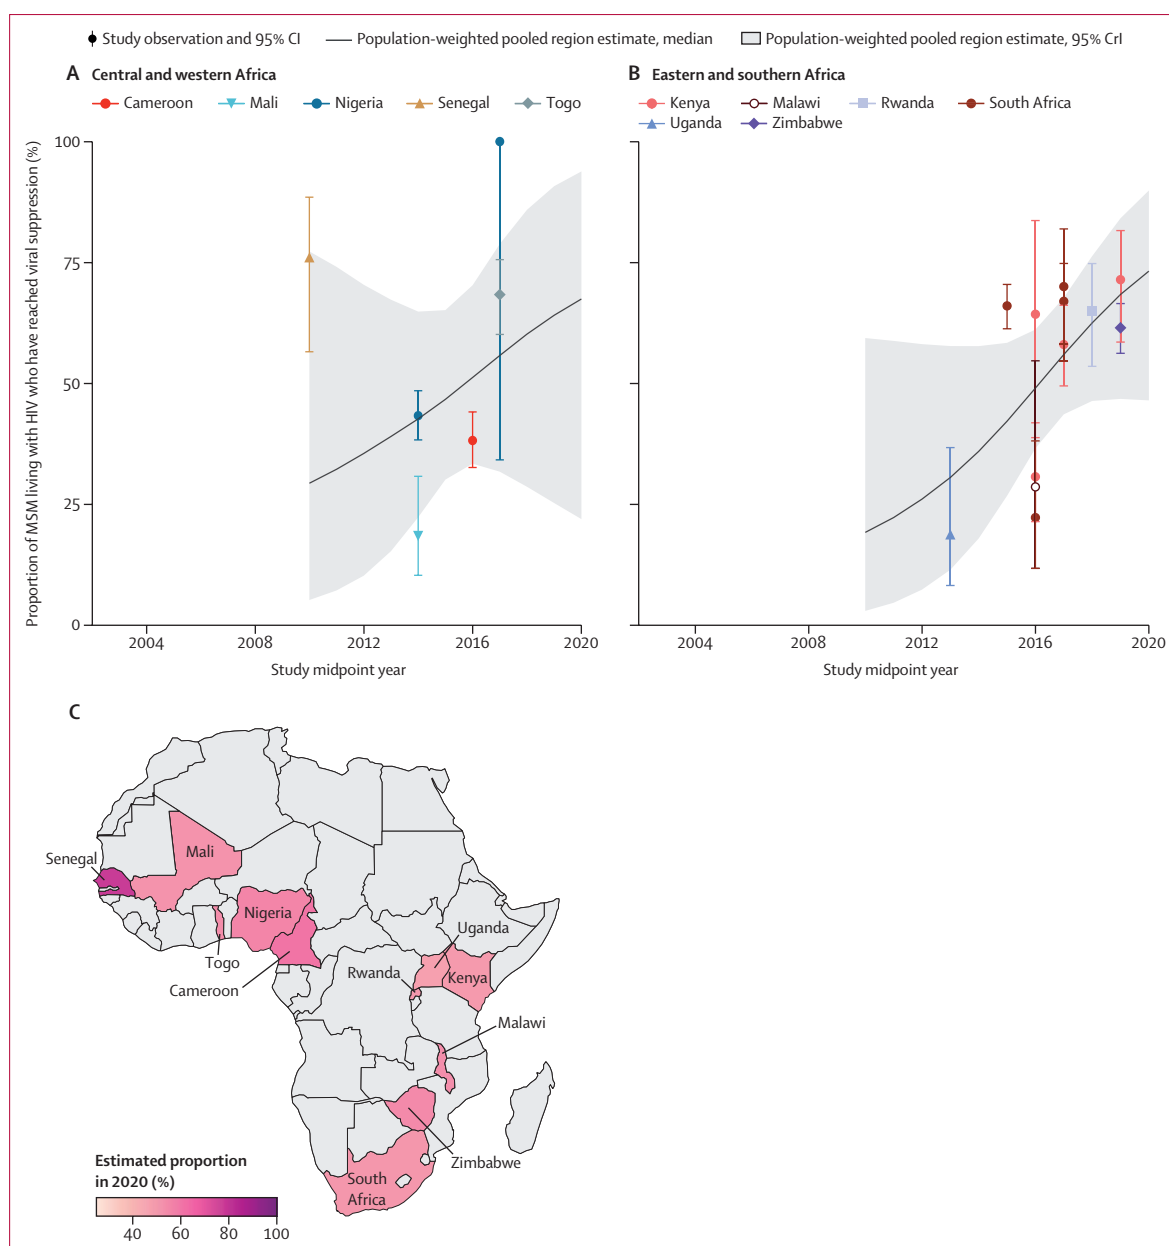 Study observation and 95% CI
Population-weighted pooled region estimate, median
Population-weighted pooled region estimate, 95% CrI
A Central and western Africa
Cameroon Mali Nigeria Senegal Togo
B Eastern and southern Africa
Kenya Malawi Rwanda South Africa
Uganda Zimbabwe
Proportion of MSM living with HIV who have reached viral suppression (%)
100
75
50
25
0
2004 2008 2012 2016 2020
Study midpoint year
2004 2008 2012 2016 2020
Study midpoint year
C
Senegal
Mali
Nigeria
Togo
Cameroon
Uganda
Rwanda
Kenya
Malawi
Zimbabwe
South
Africa
Estimated proportion
in 2020 (%)
40 60 80 100